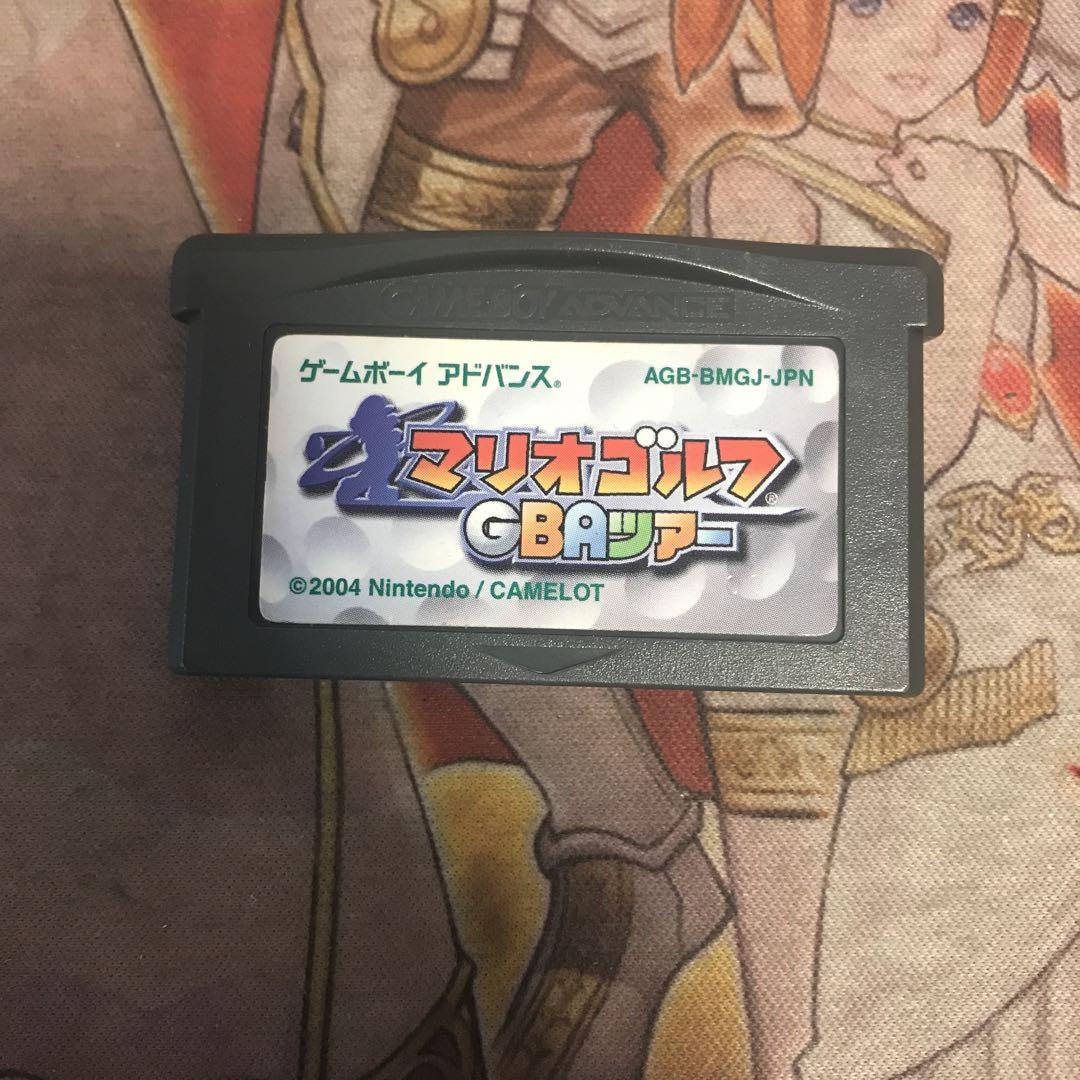 GAME BOY ADVANCE
ゲームボーイ アドバンス® AGB-BMGJ-JPN
マリオゴルフ®
GBAツアー
©2004 Nintendo / CAMELOT